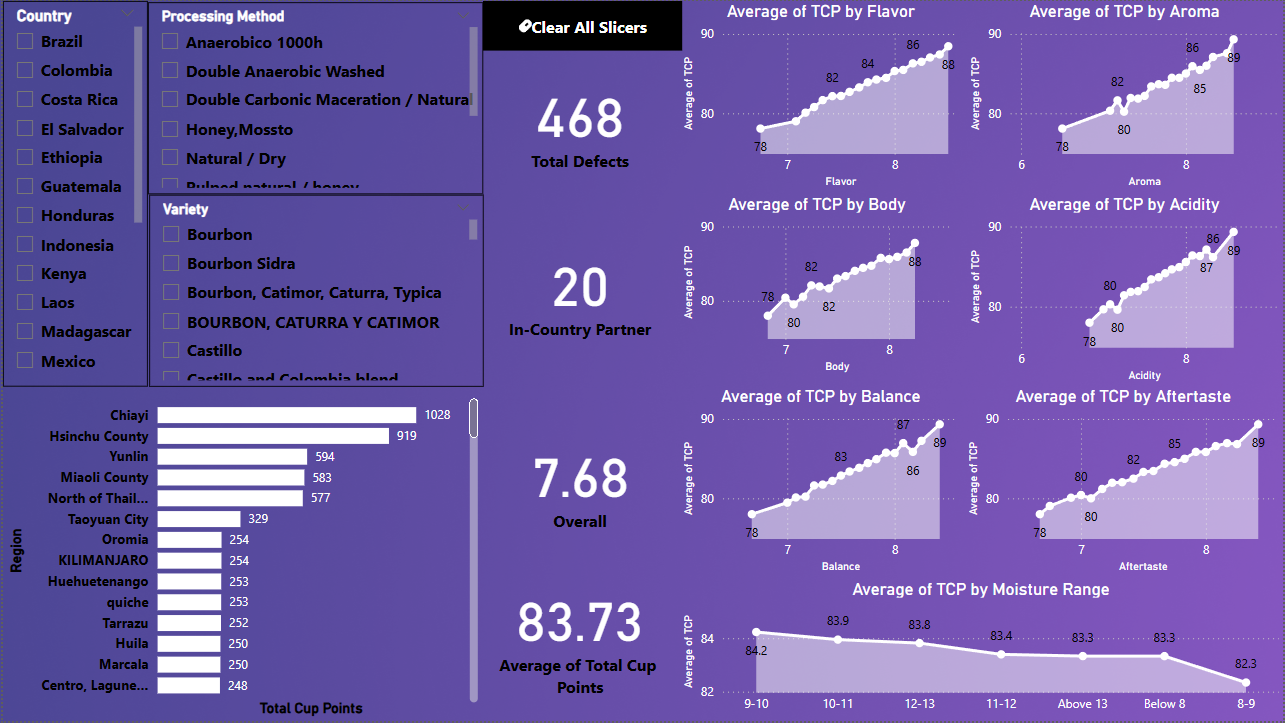 Country
Brazil
Colombia
Costa Rica
El Salvador
Ethiopia
Guatemala
Honduras
Indonesia
Kenya
Laos
Madagascar
Mexico
Processing Method
Anaerobico 1000h
Double Anaerobic Washed
Double Carbonic Maceration / Natural
Honey,Mossto
Natural / Dry
Pulped natural / honey
Variety
Bourbon
Bourbon Sidra
Bourbon, Catimor, Caturra, Typica
BOURBON, CATURRA Y CATIMOR
Castillo
Castillo and Colombia blend
Region
Chiayi 1028
Hsinchu County 919
Yunlin 594
Miaoli County 583
North of Thail... 577
Taoyuan City 329
Oromia 254
KILIMANJARO 254
Huehuetenango 253
quiche 253
Tarrazu 252
Huila 250
Marcala 250
Centro, Lagune... 248
Total Cup Points
Clear All Slicers
468
Total Defects
20
In-Country Partner
7.68
Overall
83.73
Average of Total Cup
Points
Average of TCP by Flavor
Average of TCP
90
80
78
82
84
86
88
7 8
Flavor
Average of TCP by Aroma
Average of TCP
90
80
78
82
80
86
85
89
6 8
Aroma
Average of TCP by Body
Average of TCP
90
80
78
80
82
82
88
7 8
Body
Average of TCP by Acidity
Average of TCP
90
80
78
80
80
86
87
89
6 8
Acidity
Average of TCP by Balance
Average of TCP
90
80
78
83
87
86
89
7 8
Balance
Average of TCP by Aftertaste
Average of TCP
90
80
78
80
80
82
85
89
7 8
Aftertaste
Average of TCP by Moisture Range
Average of TCP
84
82
84.2 83.9 83.8 83.4 83.3 83.3 82.3
9-10 10-11 12-13 11-12 Above 13 Below 8 8-9